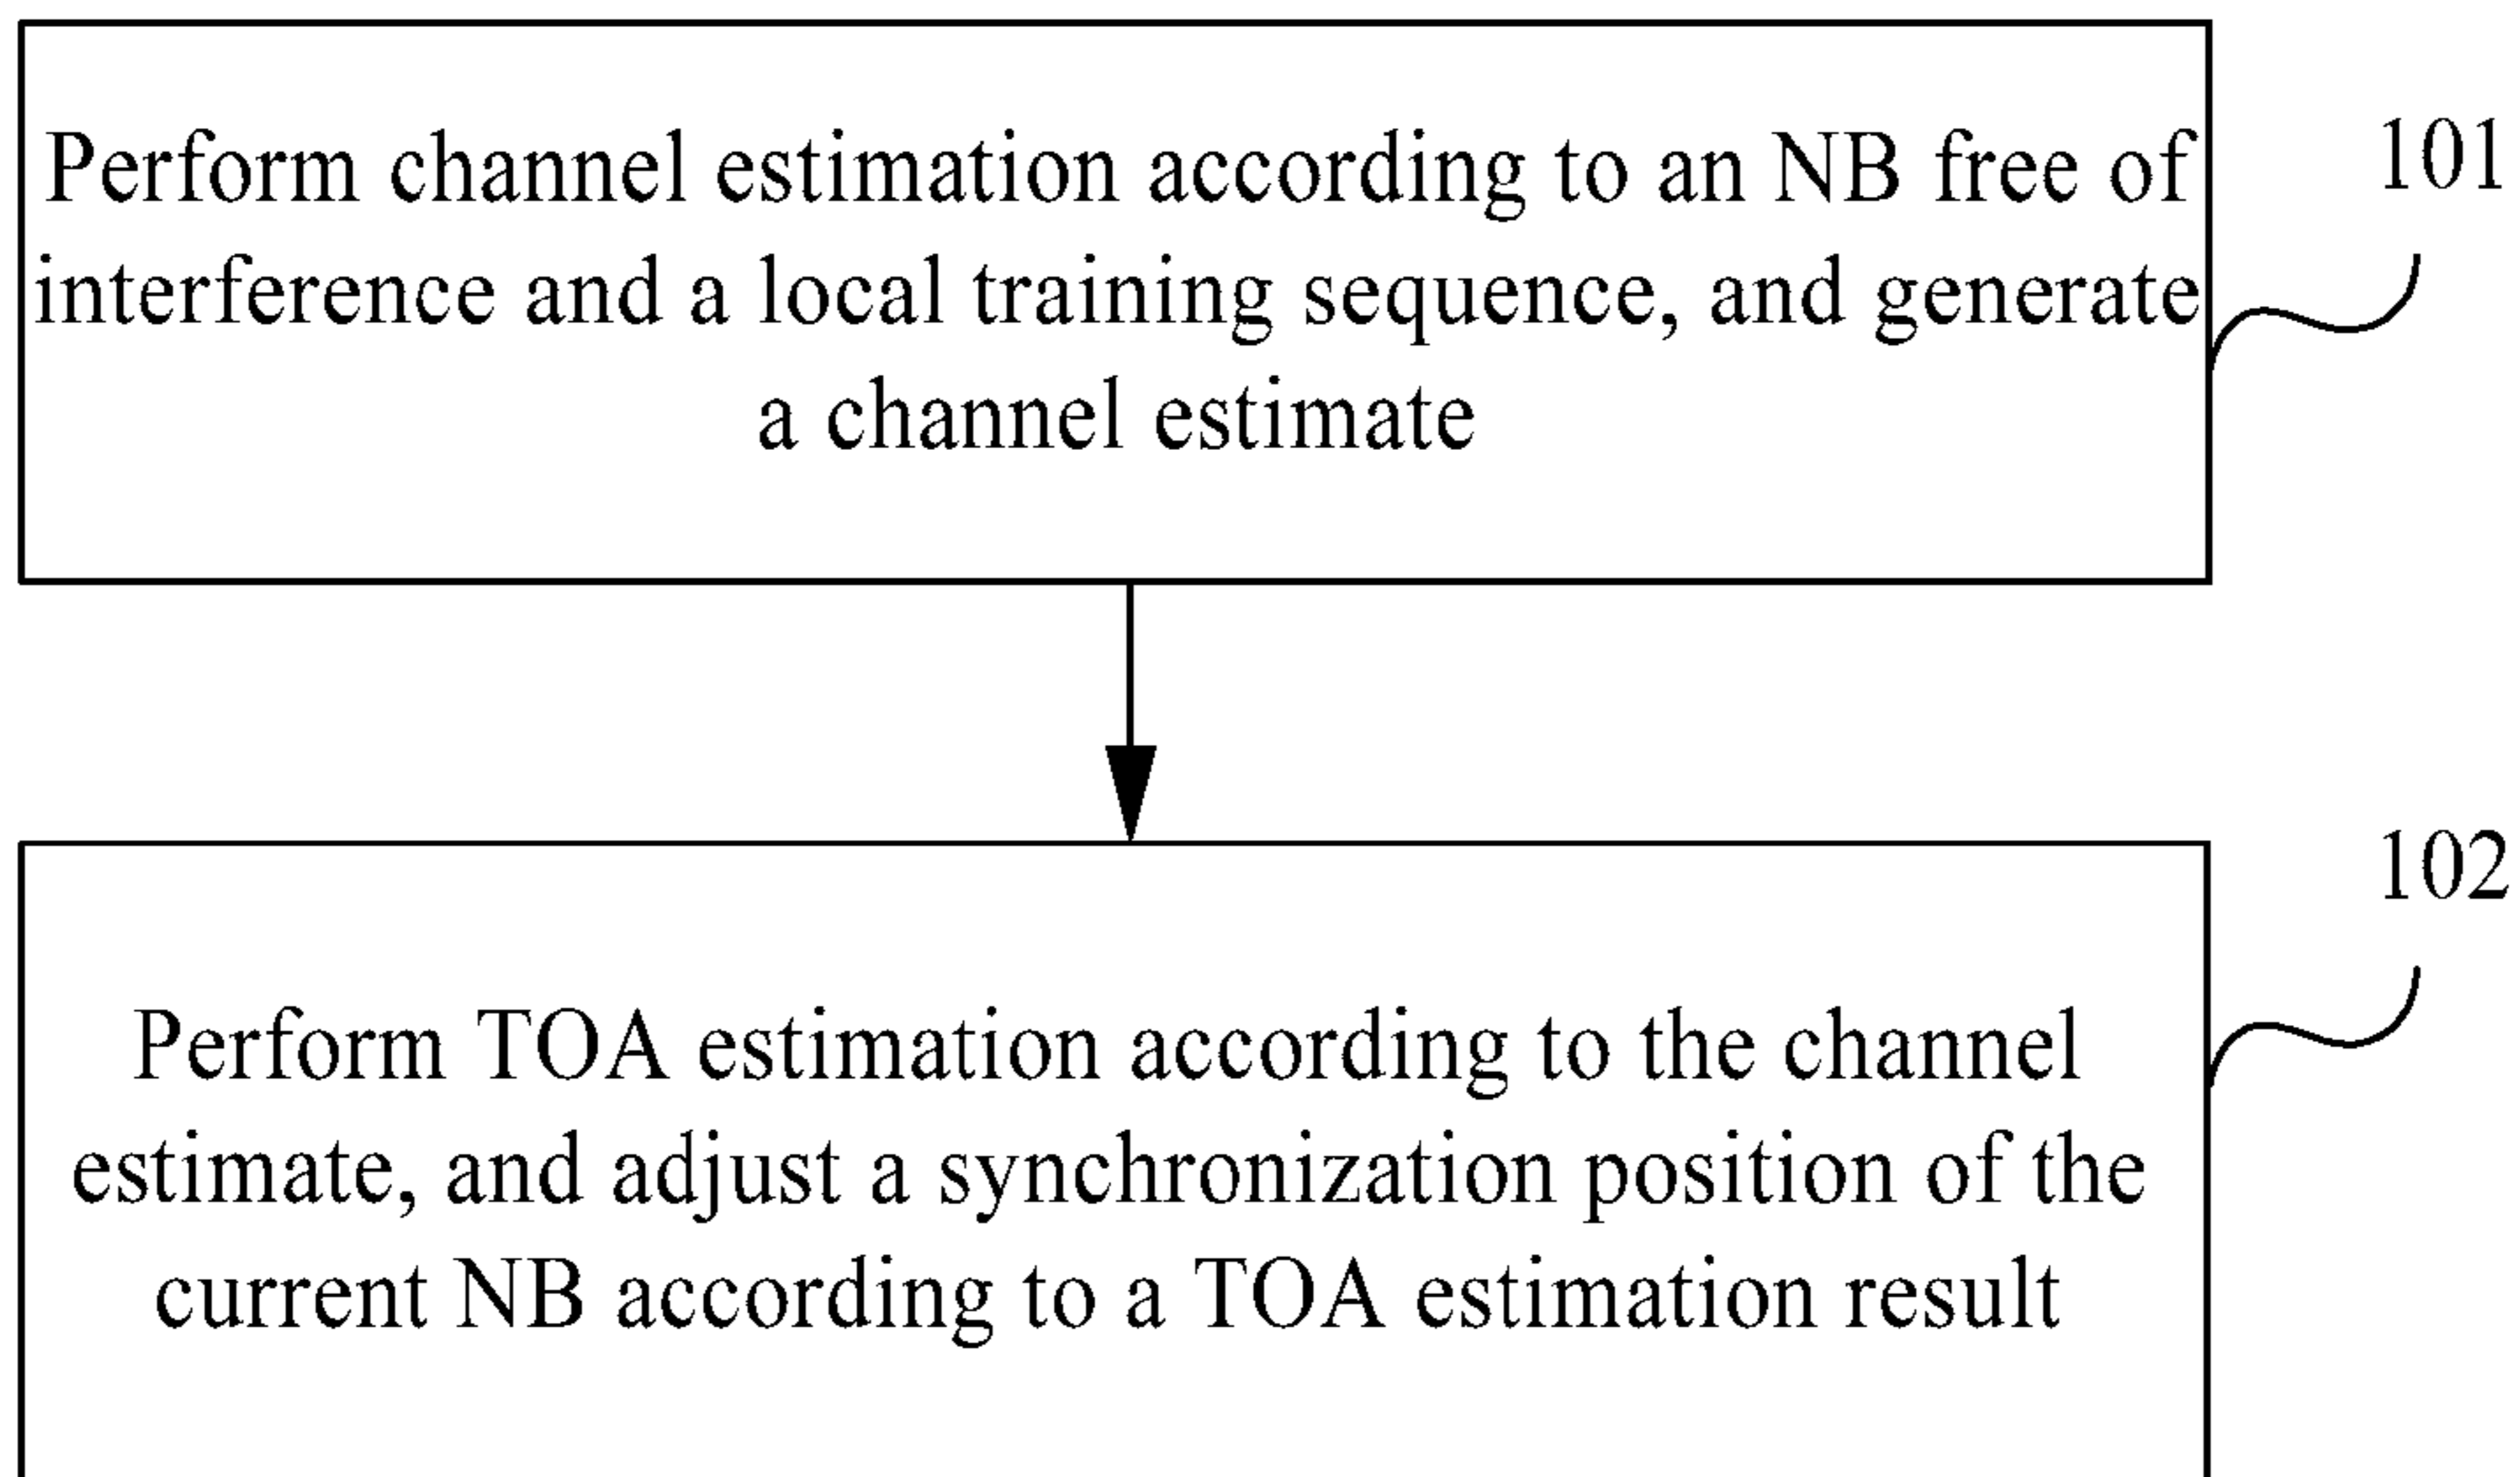 Perform channel estimation according to an NB free of
interference and a local training sequence, and generate
a channel estimate
101
Perform TOA estimation according to the channel
estimate, and adjust a synchronization position of the
current NB according to a TOA estimation result
102